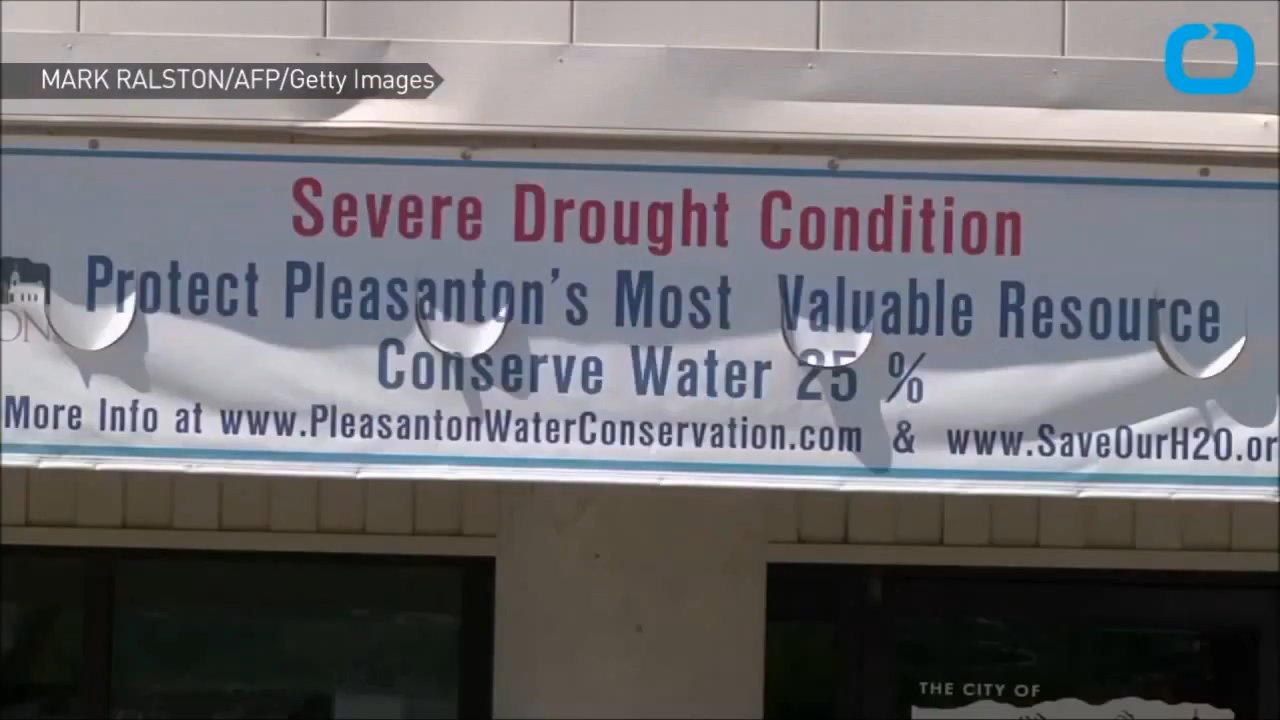 MARK RALSTON/AFP/Getty Images
Severe Drought Condition
Protect Pleasanton's Most Valuable Resource
Conserve Water 25 %
More Info at www.PleasantonWaterConservation.com & www.SaveOurH2O.or
ON
THE CITY OF